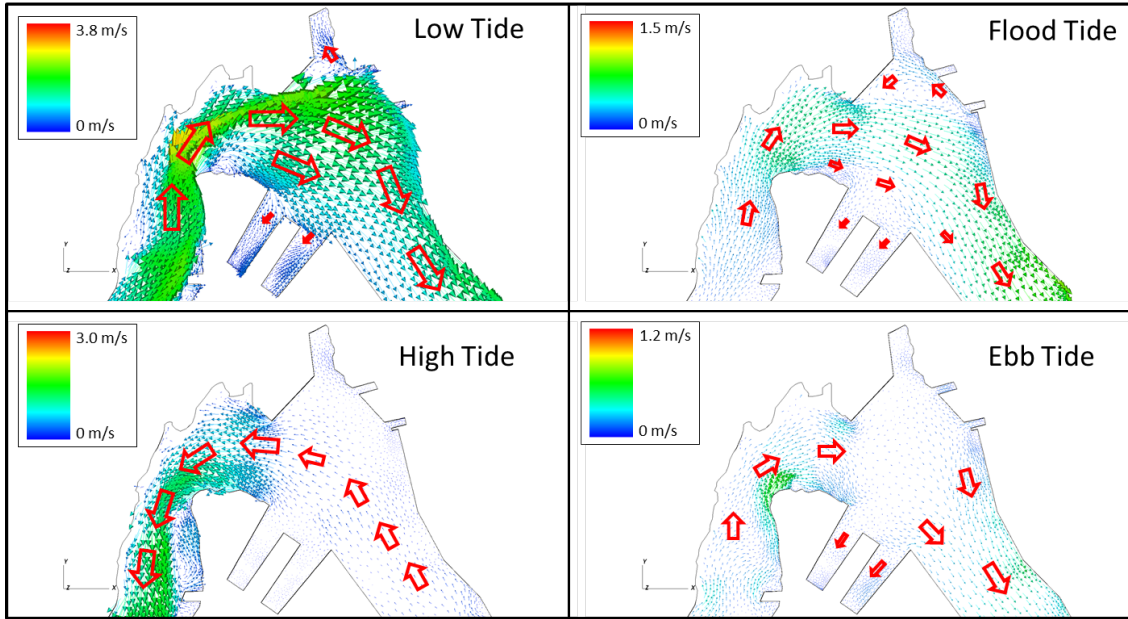 3.8 m/s
0 m/s
Low Tide
Y
Z
X
1.5 m/s
0 m/s
Flood Tide
Y
Z
X
3.0 m/s
0 m/s
High Tide
Y
Z
X
1.2 m/s
0 m/s
Ebb Tide
Y
Z
X